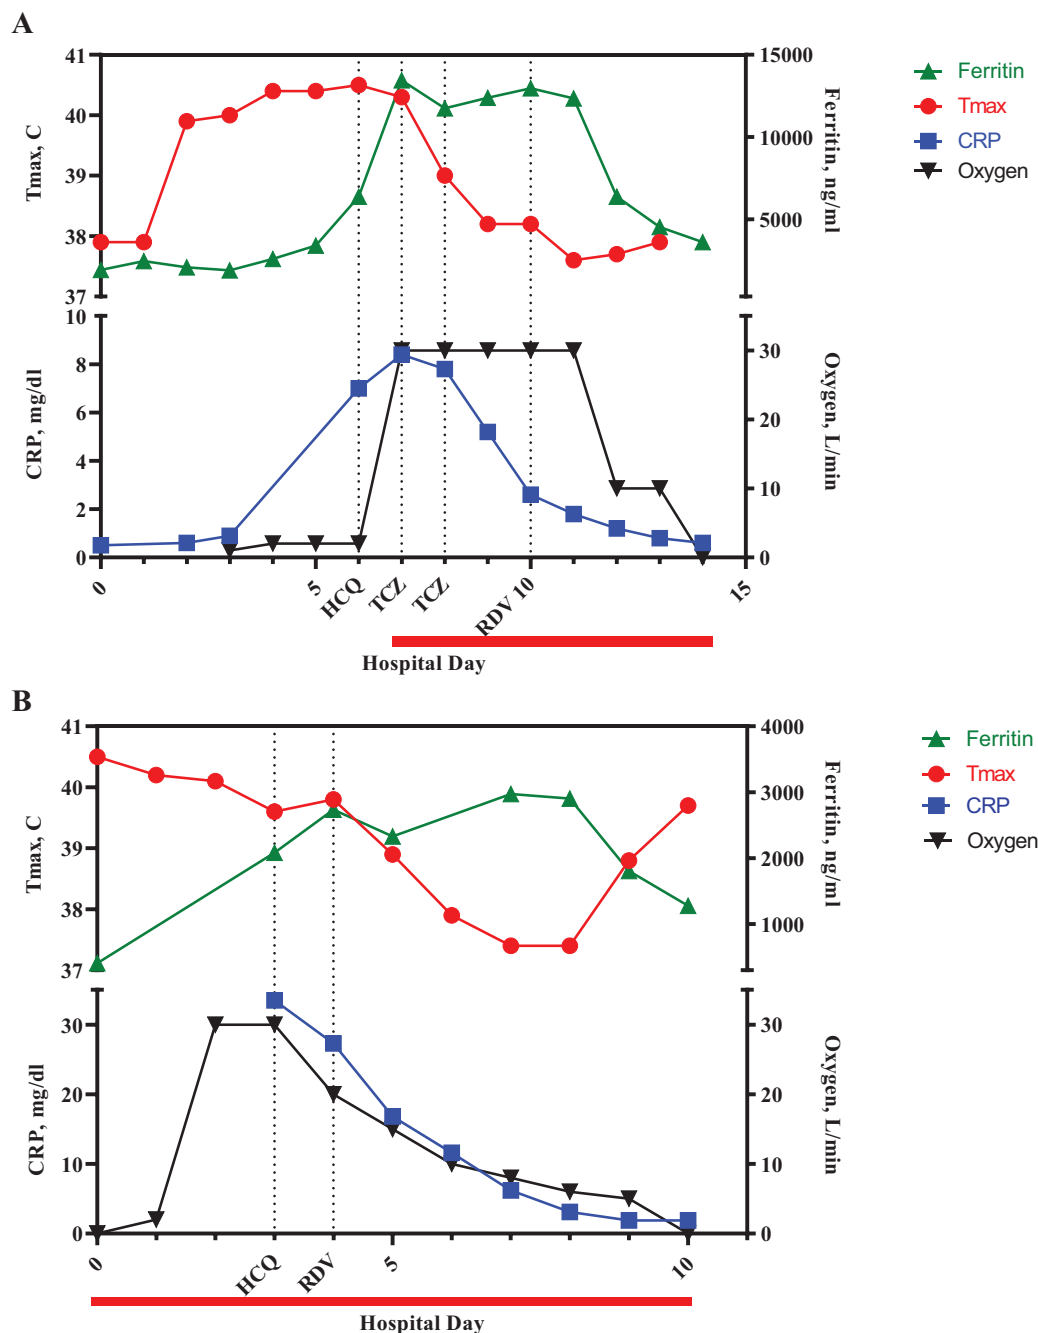 A
41
40
39
38
37
Tmax, C
15000
10000
5000
Ferritin, ng/ml
Ferritin
Tmax
CRP
Oxygen
10
8
6
4
2
0
CRP, mg/dl
30
20
10
0
Oxygen, L/min
0
5
HCQ
TCZ
TCZ
RDV 10
15
Hospital Day
B
41
40
39
38
37
Tmax, C
4000
3000
2000
1000
Ferritin, ng/ml
Ferritin
Tmax
CRP
Oxygen
30
20
10
0
CRP, mg/dl
30
20
10
0
Oxygen, L/min
0
HCQ
RDV
5
10
Hospital Day